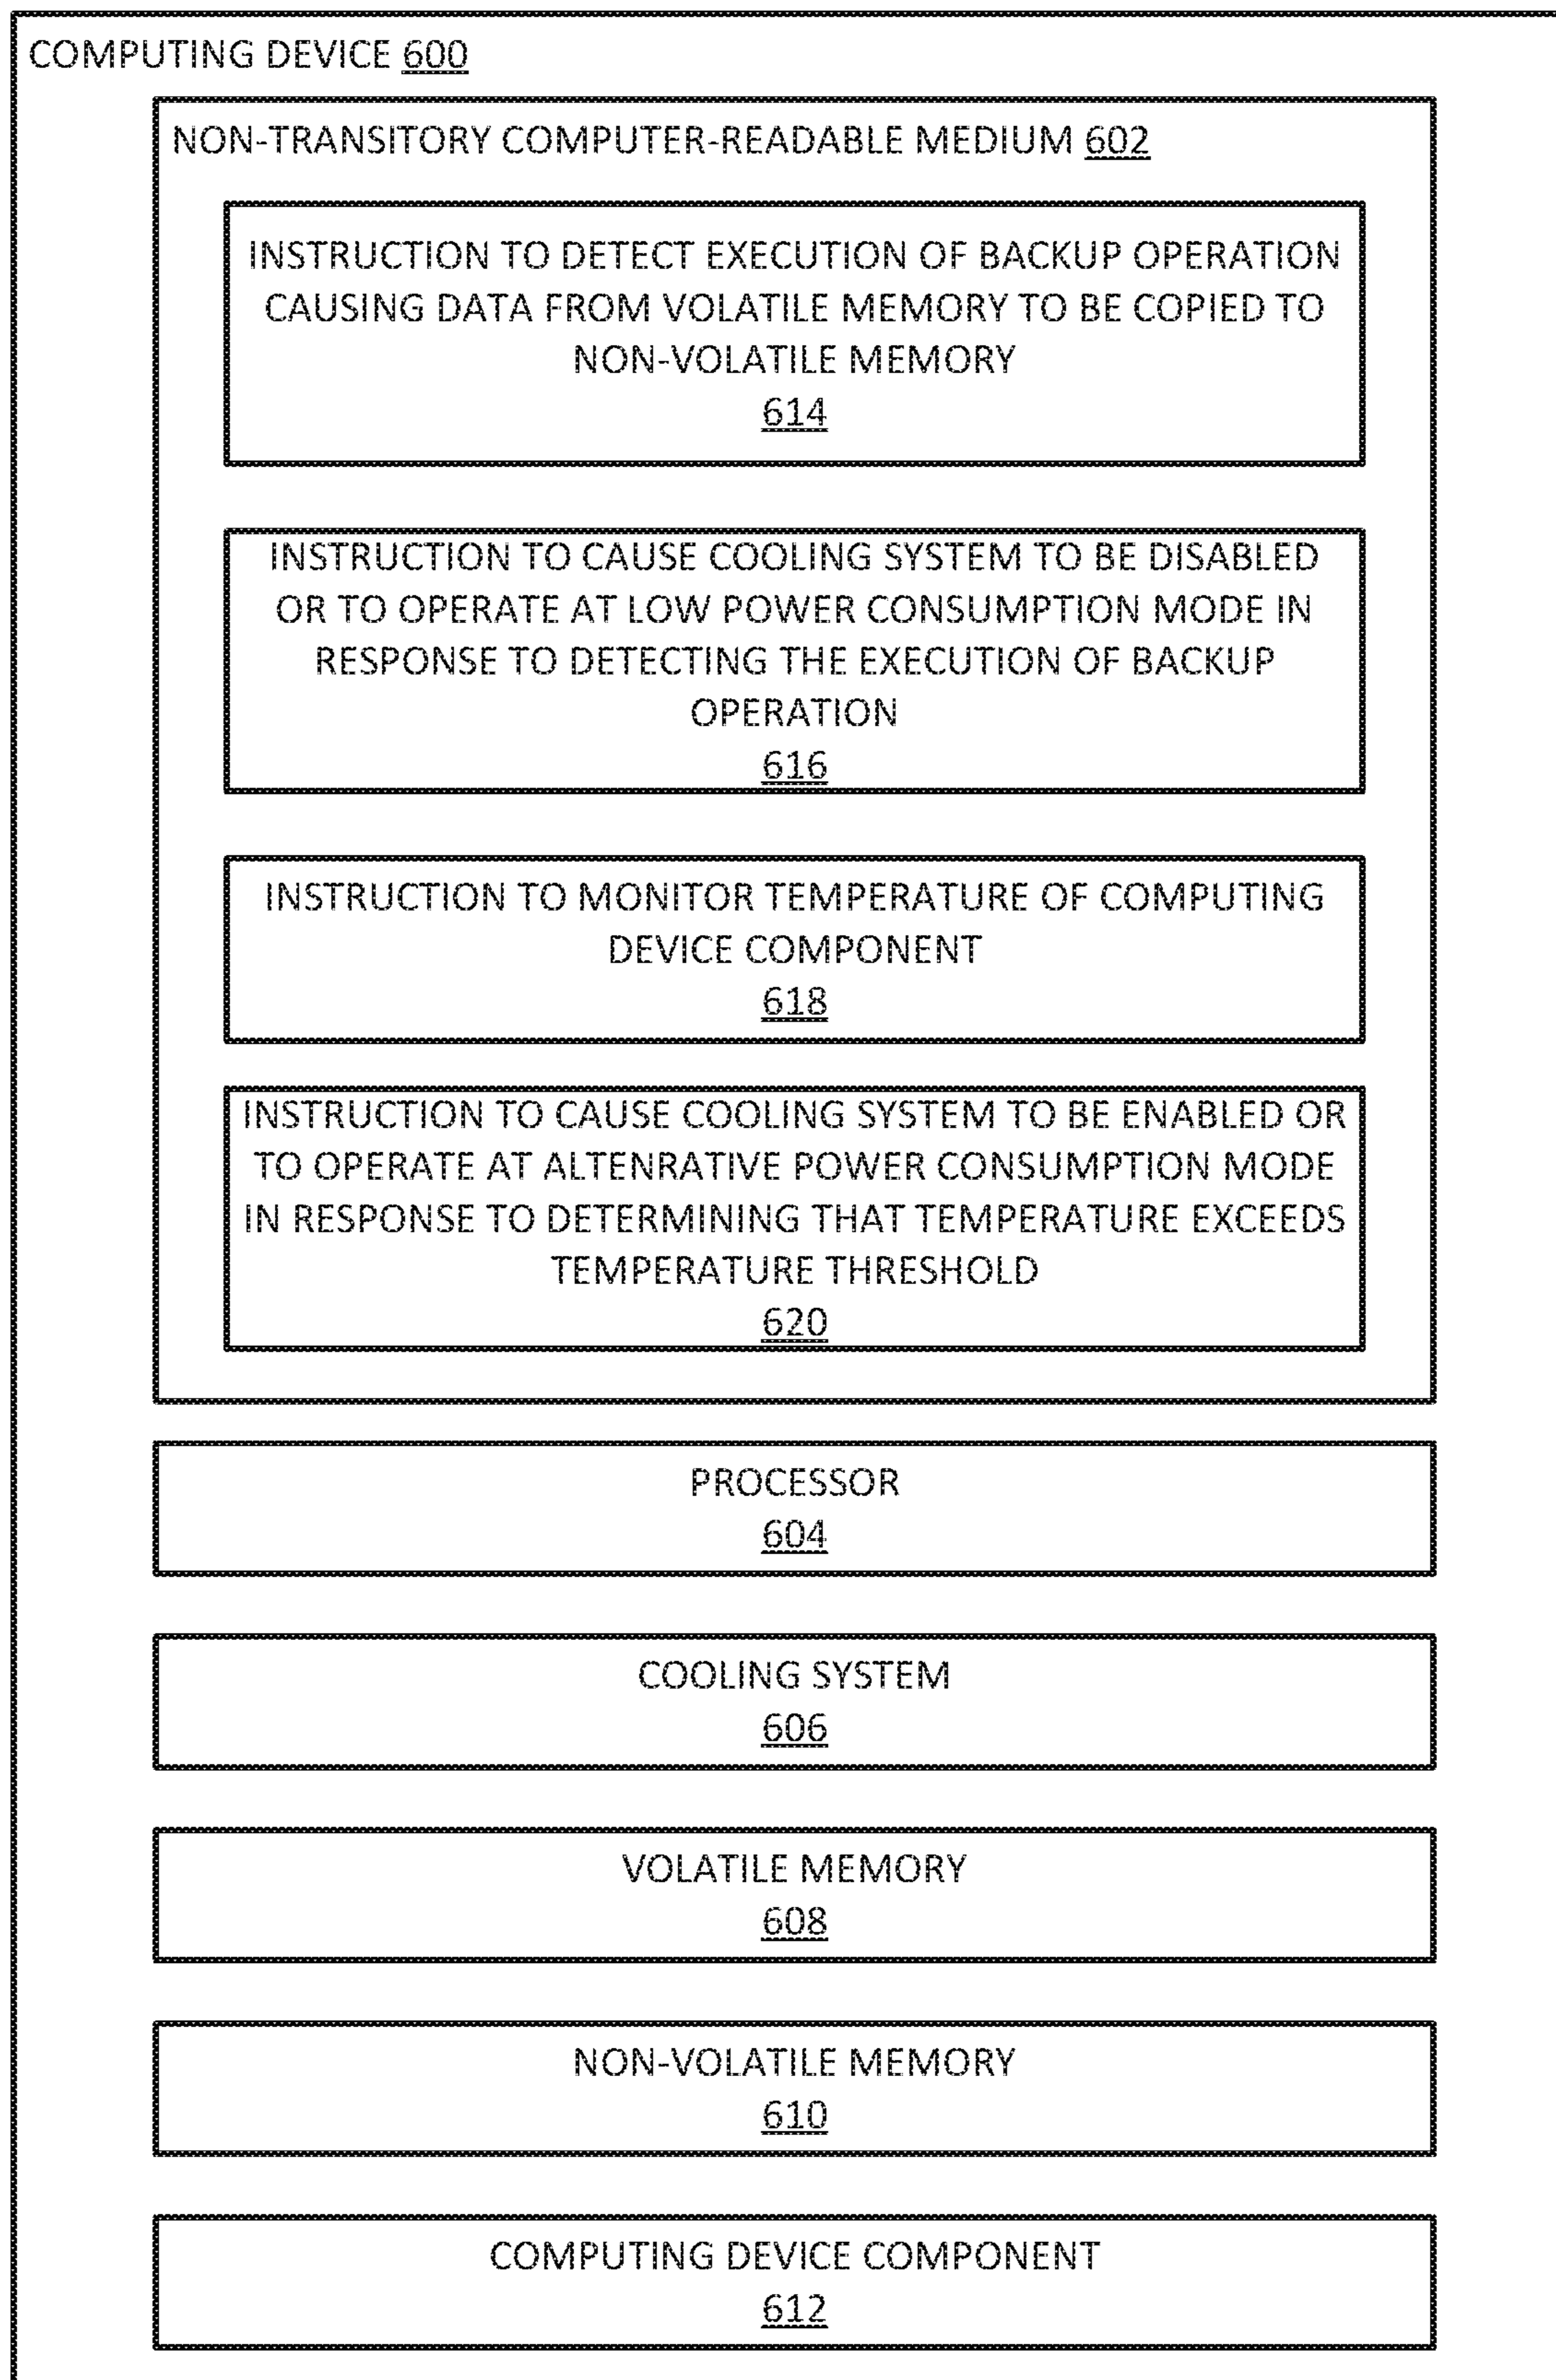 COMPUTING DEVICE 600
NON-TRANSITORY COMPUTER-READABLE MEDIUM 602
INSTRUCTION TO DETECT EXECUTION OF BACKUP OPERATION
CAUSING DATA FROM VOLATILE MEMORY TO BE COPIED TO
NON-VOLATILE MEMORY
614
INSTRUCTION TO CAUSE COOLING SYSTEM TO BE DISABLED
OR TO OPERATE AT LOW POWER CONSUMPTION MODE IN
RESPONSE TO DETECTING THE EXECUTION OF BACKUP
OPERATION
616
INSTRUCTION TO MONITOR TEMPERATURE OF COMPUTING
DEVICE COMPONENT
618
INSTRUCTION TO CAUSE COOLING SYSTEM TO BE ENABLED OR
TO OPERATE AT ALTENRATIVE POWER CONSUMPTION MODE
IN RESPONSE TO DETERMINING THAT TEMPERATURE EXCEEDS
TEMPERATURE THRESHOLD
620
PROCESSOR
604
COOLING SYSTEM
606
VOLATILE MEMORY
608
NON-VOLATILE MEMORY
610
COMPUTING DEVICE COMPONENT
612